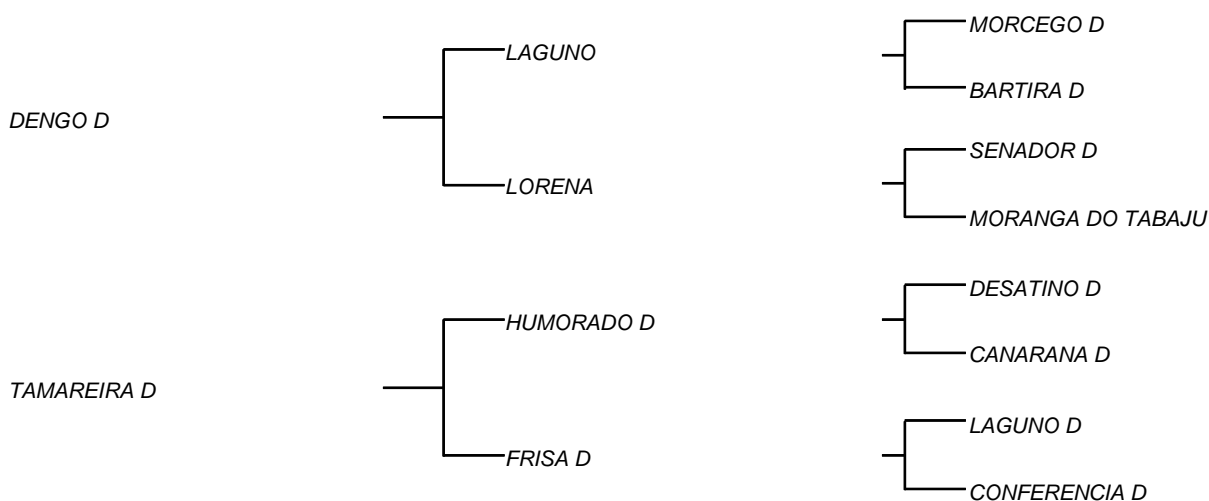 MORCEGO D
LAGUNO
BARTIRA D
DENGO D
SENADOR D
LORENA
MORANGA DO TABAJU
DESATINO D
HUMORADO D
CANARANA D
TAMAREIRA D
LAGUNO D
FRISA D
CONFERENCIA D